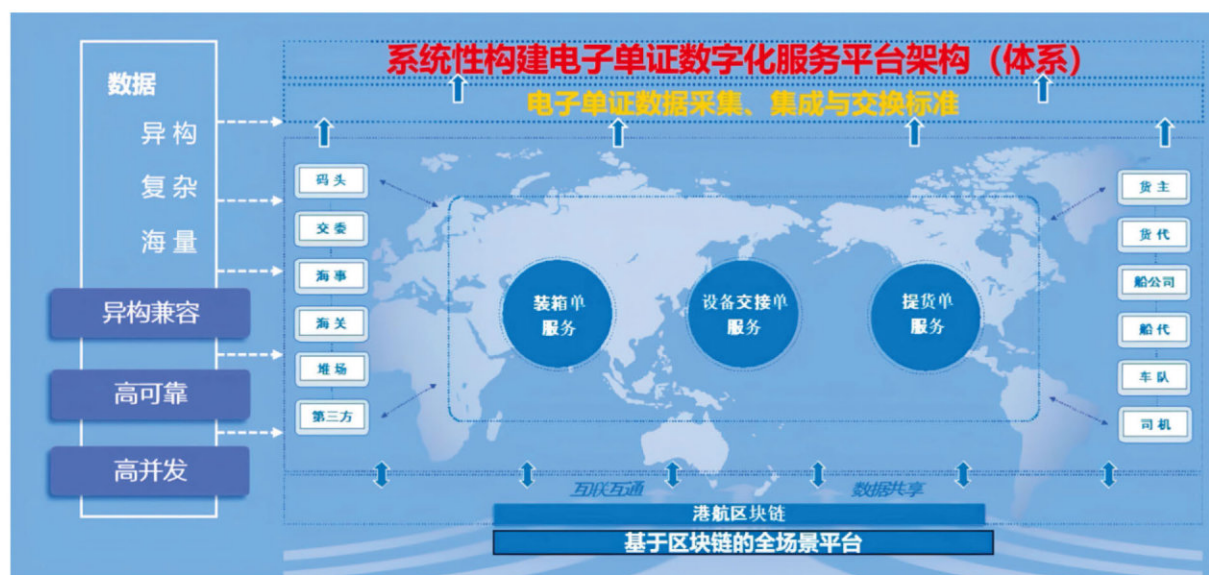 系统性构建电子单证数字化服务平台架构（体系）
电子单证数据采集、集成与交换标准
数据
异构
复杂
海量
异构兼容
高可靠
高并发
码头
交委
海事
海关
堆场
第三方
装箱单
服务
设备交接单
服务
提货单
服务
货主
货代
船公司
船代
车队
司机
互联互通
数据共享
港航区块链
基于区块链的全场景平台